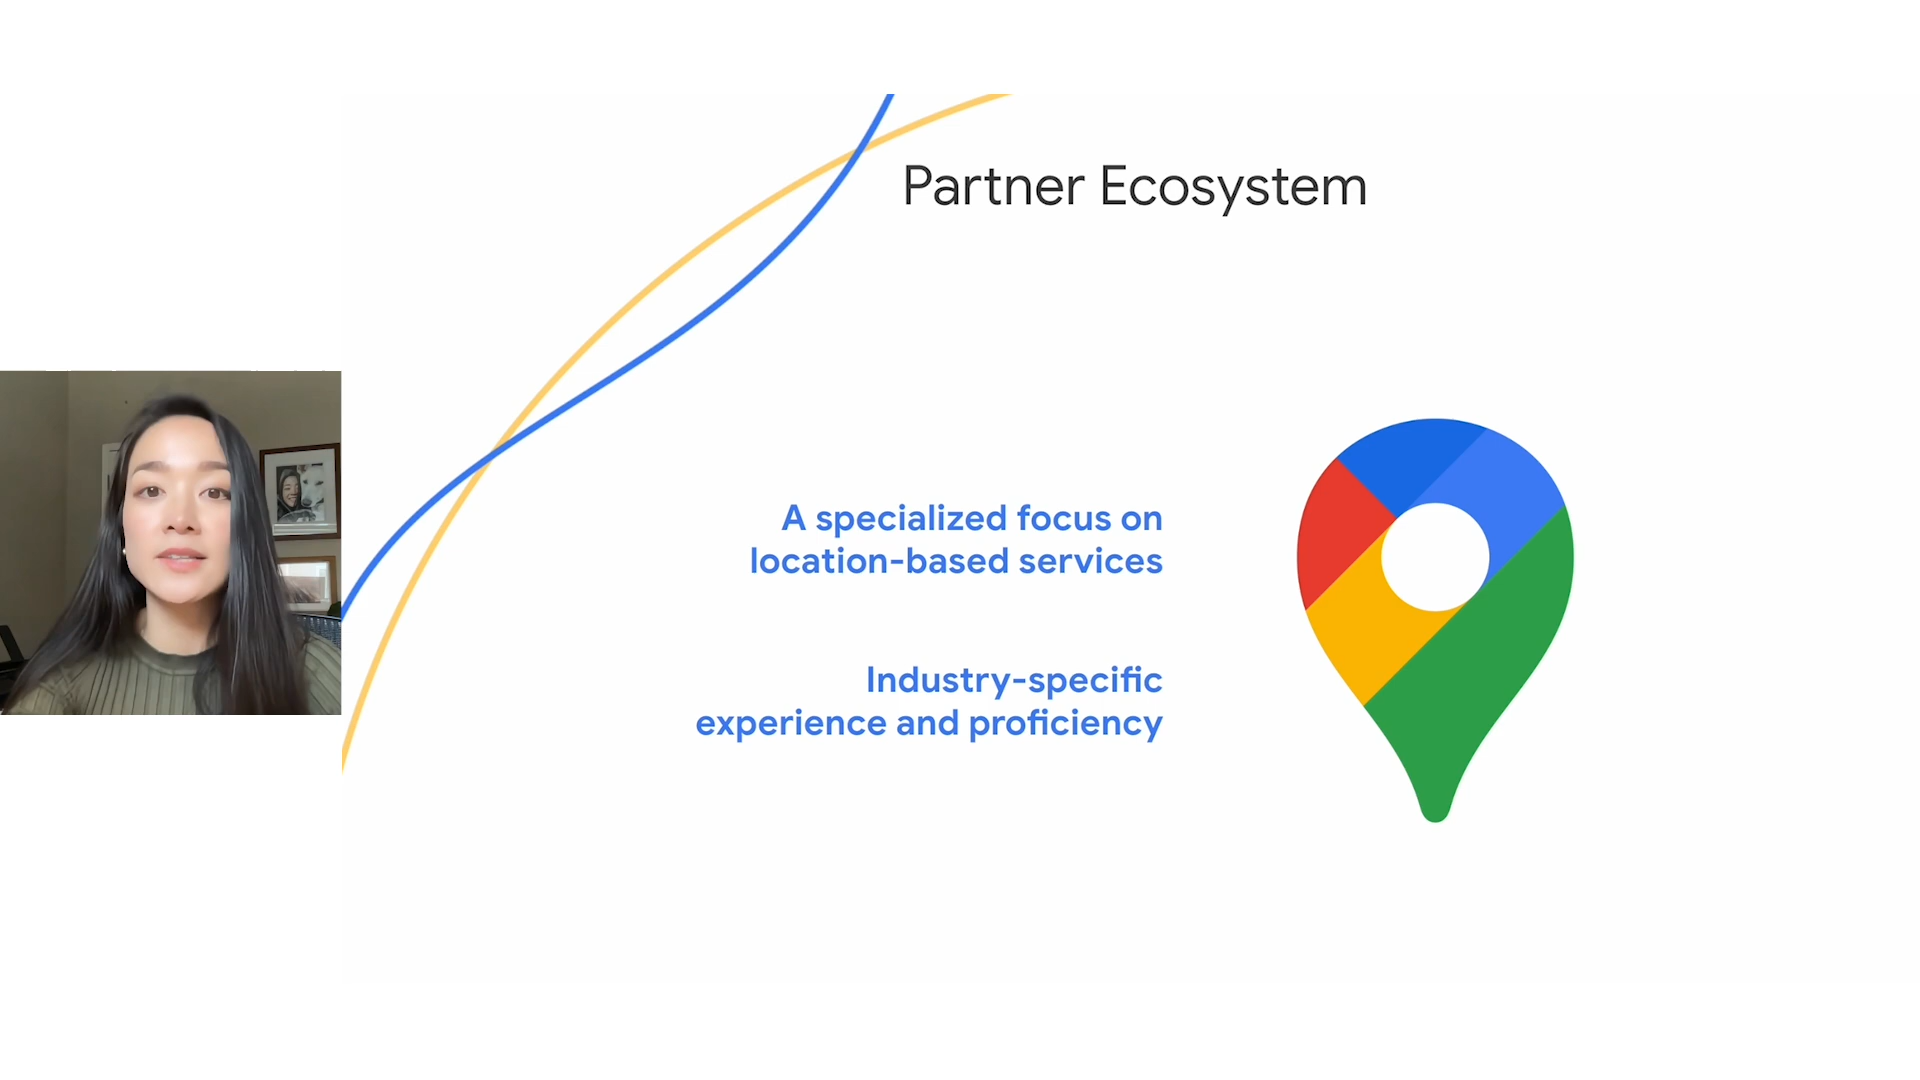 Partner Ecosystem
A specialized focus on
location-based services
Industry-specific
experience and proficiency